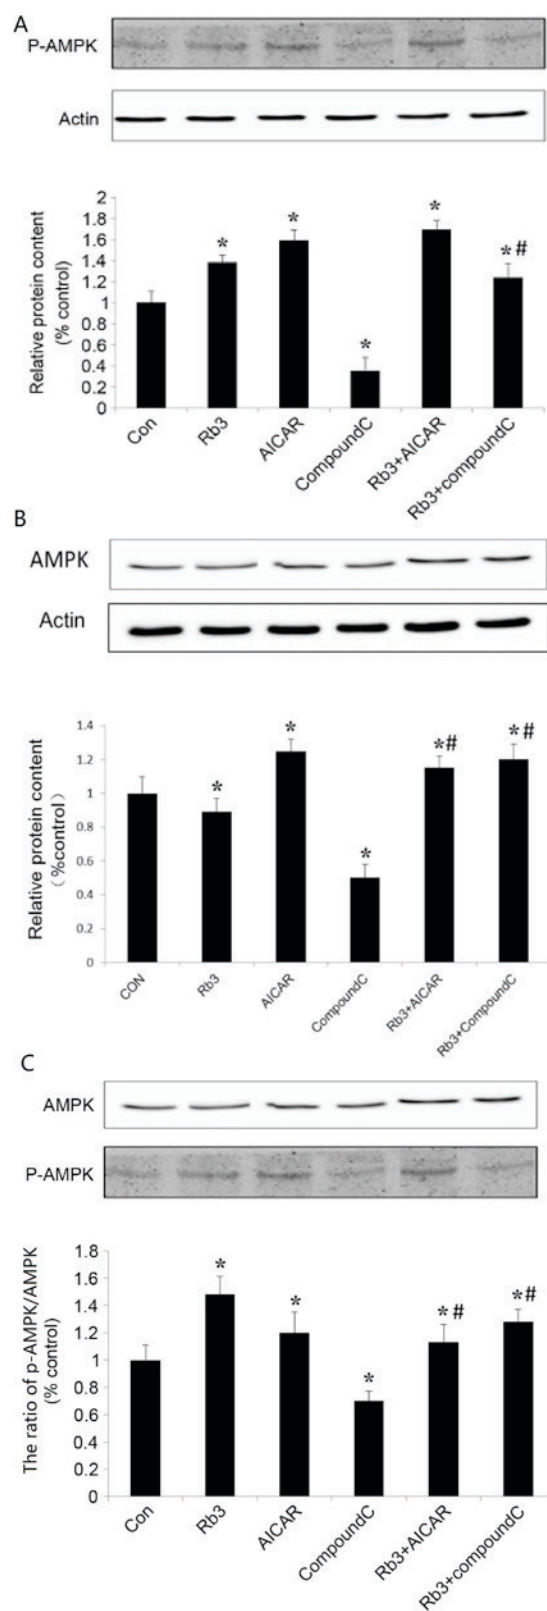 A
P-AMPK
Actin
Relative protein content
(% control)
2
1.8
1.6
1.4
1.2
1
0.8
0.6
0.4
0.2
0
*
*
*
*
*#
Con
Rb3
AICAR
CompoundC
Rb3+AICAR
Rb3+compoundC
B
AMPK
Actin
Relative protein content
(%control)
1.4
1.2
1
0.8
0.6
0.4
0.2
0
*
*
*
*#
*#
CON
Rb3
AICAR
CompoundC
Rb3+AICAR
Rb3+CompoundC
C
AMPK
P-AMPK
The ratio of p-AMPK/AMPK
(% control)
1.8
1.6
1.4
1.2
1
0.8
0.6
0.4
0.2
0
*
*
*
*#
*#
Con
Rb3
AICAR
CompoundC
Rb3+AICAR
Rb3+compoundC